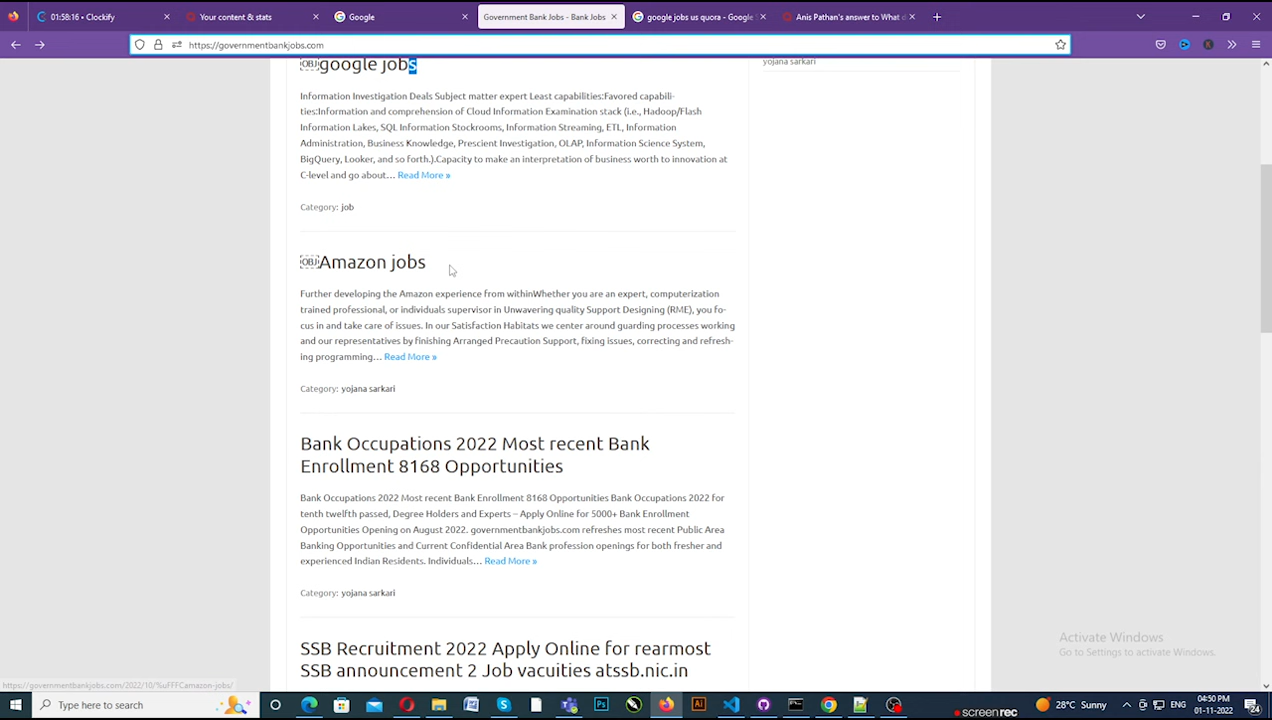 01:58:16 • Clockify
Your content & stats
Google
Government Bank Jobs - Bank Jobs
google jobs us quora - Google
Anis Pathan's answer to What d
https://governmentbankjobs.com
google jobs
yojana sarkari
Information Investigation Deals Subject matter expert Least capabilities:Favored capabili-
ties:Information and comprehension of Cloud Information Examination stack (i.e., Hadoop/Flash
Information Lakes, SQL Information Stockrooms, Information Streaming, ETL, Information
Administration, Business Knowledge, Prescient Investigation, OLAP, Information Science System,
BigQuery, Looker, and so forth.).Capacity to make an interpretation of business worth to innovation at
C-level and go about… Read More »
Category: job
OBJ Amazon jobs
Further developing the Amazon experience from withinWhether you are an expert, computerization
trained professional, or individuals supervisor in Unwavering quality Support Designing (RME), you fo-
cus in and take care of issues. In our Satisfaction Habitats we center around guarding processes working
and our representatives by finishing Arranged Precaution Support, fixing issues, correcting and refresh-
ing programming… Read More »
Category: yojana sarkari
Bank Occupations 2022 Most recent Bank
Enrollment 8168 Opportunities
Bank Occupations 2022 Most recent Bank Enrollment 8168 Opportunities Bank Occupations 2022 for
tenth twelfth passed, Degree Holders and Experts – Apply Online for 5000+ Bank Enrollment
Opportunities Opening on August 2022. governmentbankjobs.com refreshes most recent Public Area
Banking Opportunities and Current Confidential Area Bank profession openings for both fresher and
experienced Indian Residents. Individuals… Read More »
Category: yojana sarkari
SSB Recruitment 2022 Apply Online for rearmost
SSB announcement 2 Job vacuities atssb.nic.in
Activate Windows
Go to Settings to activate Windows.
https://governmentbankjobs.com/2022/10/%uFFFCamazon-jobs/
Type here to search
28°C Sunny
ENG
04:50 PM
01-11-2022
24
screenrec